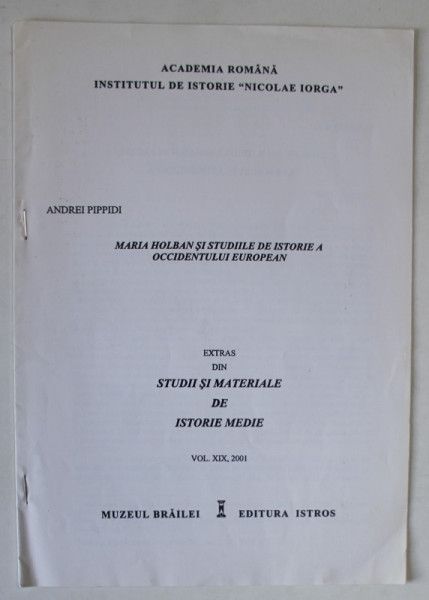 ACADEMIA ROMÂNĂ
INSTITUTUL DE ISTORIE "NICOLAE IORGA"
ANDREI PIPPIDI
MARIA HOLBAN ŞI STUDIILE DE ISTORIE A
OCCIDENTULUI EUROPEAN
EXTRAS
DIN
STUDII ŞI MATERIALE
DE
ISTORIE MEDIE
VOL. XIX, 2001
MUZEUL BRĂILEI EDITURA ISTROS